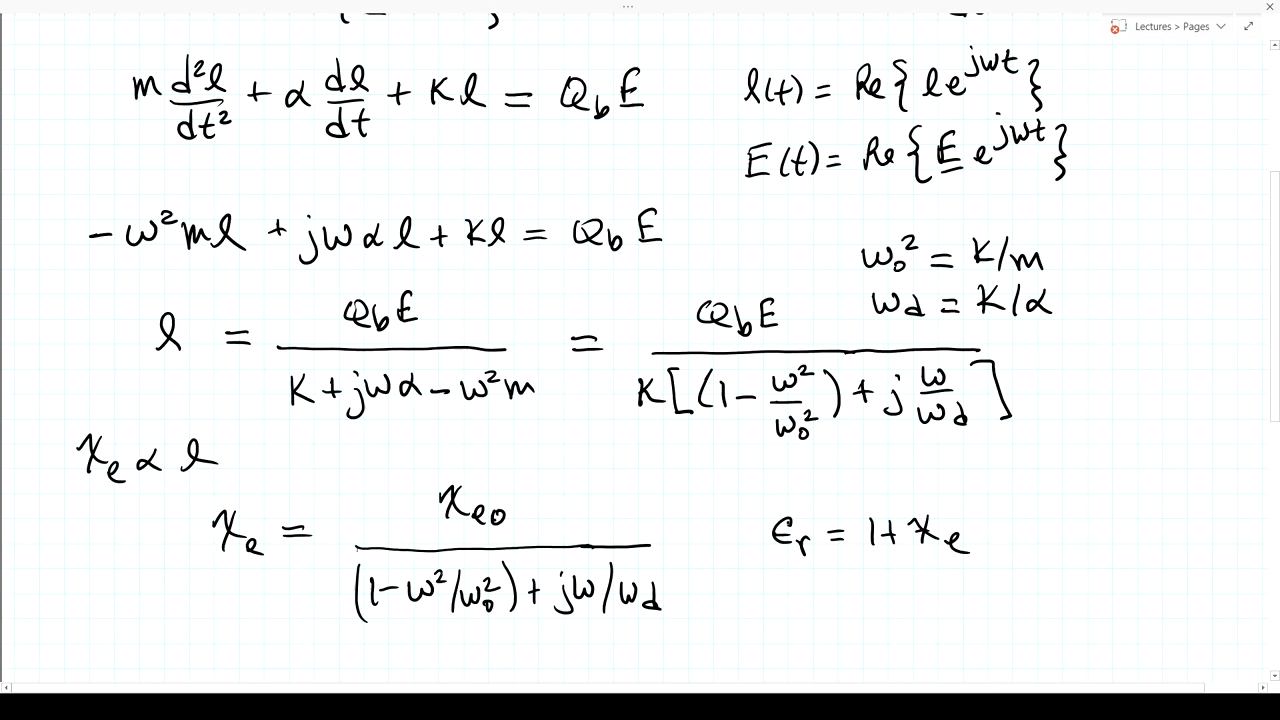 Lectures > Pages
m d²l/dt² + α dl/dt + Kl = Q_b E
l(t) = Re{ l e^{jωt} }
E(t) = Re{ E e^{jωt} }
-ω²ml + jωαl + Kl = Q_b E
ω₀² = K/m
ω_d = K/α
l = Q_b E / (K + jωα - ω²m) = Q_b E / (K[(1 - ω²/ω₀²) + j ω/ω_d])
χ_e ∝ l
χ_e = χ_e0 / ((1 - ω²/ω₀²) + jω/ω_d)
ϵ_r = 1 + χ_e